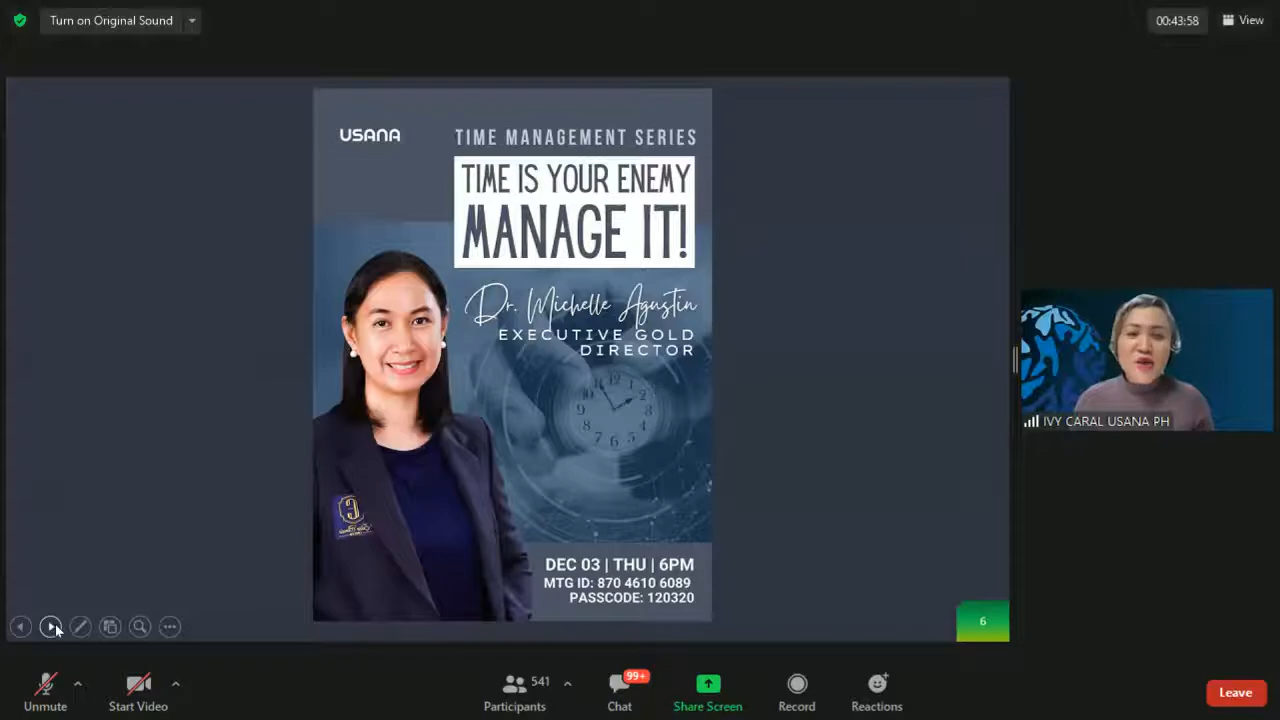 Turn on Original Sound
00:43:58
View
USANA
TIME MANAGEMENT SERIES
TIME IS YOUR ENEMY
MANAGE IT!
Dr. Michelle Agustin
EXECUTIVE GOLD
DIRECTOR
DEC 03 | THU | 6PM
MTG ID: 870 4610 6089
PASSCODE: 120320
6
IVY CARAL USANA PH
Unmute
Start Video
541
Participants
99+
Chat
Share Screen
Record
Reactions
Leave